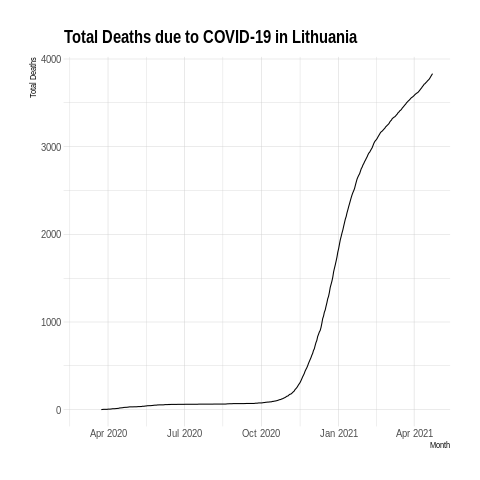 Total Deaths due to COVID-19 in Lithuania
Total Deaths
4000
3000
2000
1000
0
Apr 2020 Jul 2020 Oct 2020 Jan 2021 Apr 2021
Month